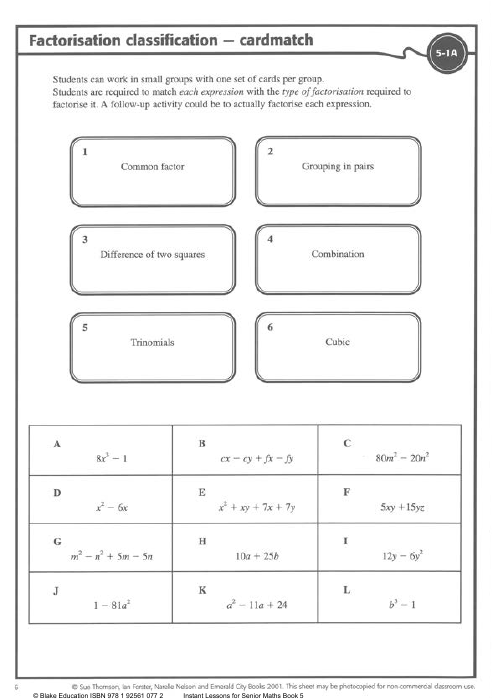 Factorisation classification — cardmatch
5-1A
Students can work in small groups with one set of cards per group.
Students are required to match each expression with the type of factorisation required to
factorise it. A follow-up activity could be to actually factorise each expression.
1
Common factor
2
Grouping in pairs
3
Difference of two squares
4
Combination
5
Trinomials
6
Cubic
A
8x³ − 1
B
cx − cy + fx − fy
C
80m² − 20n²
D
x² − 6x
E
x² + xy + 7x + 7y
F
5xy +15yz
G
m² − n² + 5m − 5n
H
10a + 25b
I
12y − 6y²
J
1 − 81a²
K
a² − 11a + 24
L
b³ − 1
6
© Sue Thomson, Ian Forster, Narelle Nelson and Emerald City Books 2001. This sheet may be photocopied for non-commercial classroom use.
© Blake Education ISBN 978 1 92561 077 2 Instant Lessons for Senior Maths Book 5